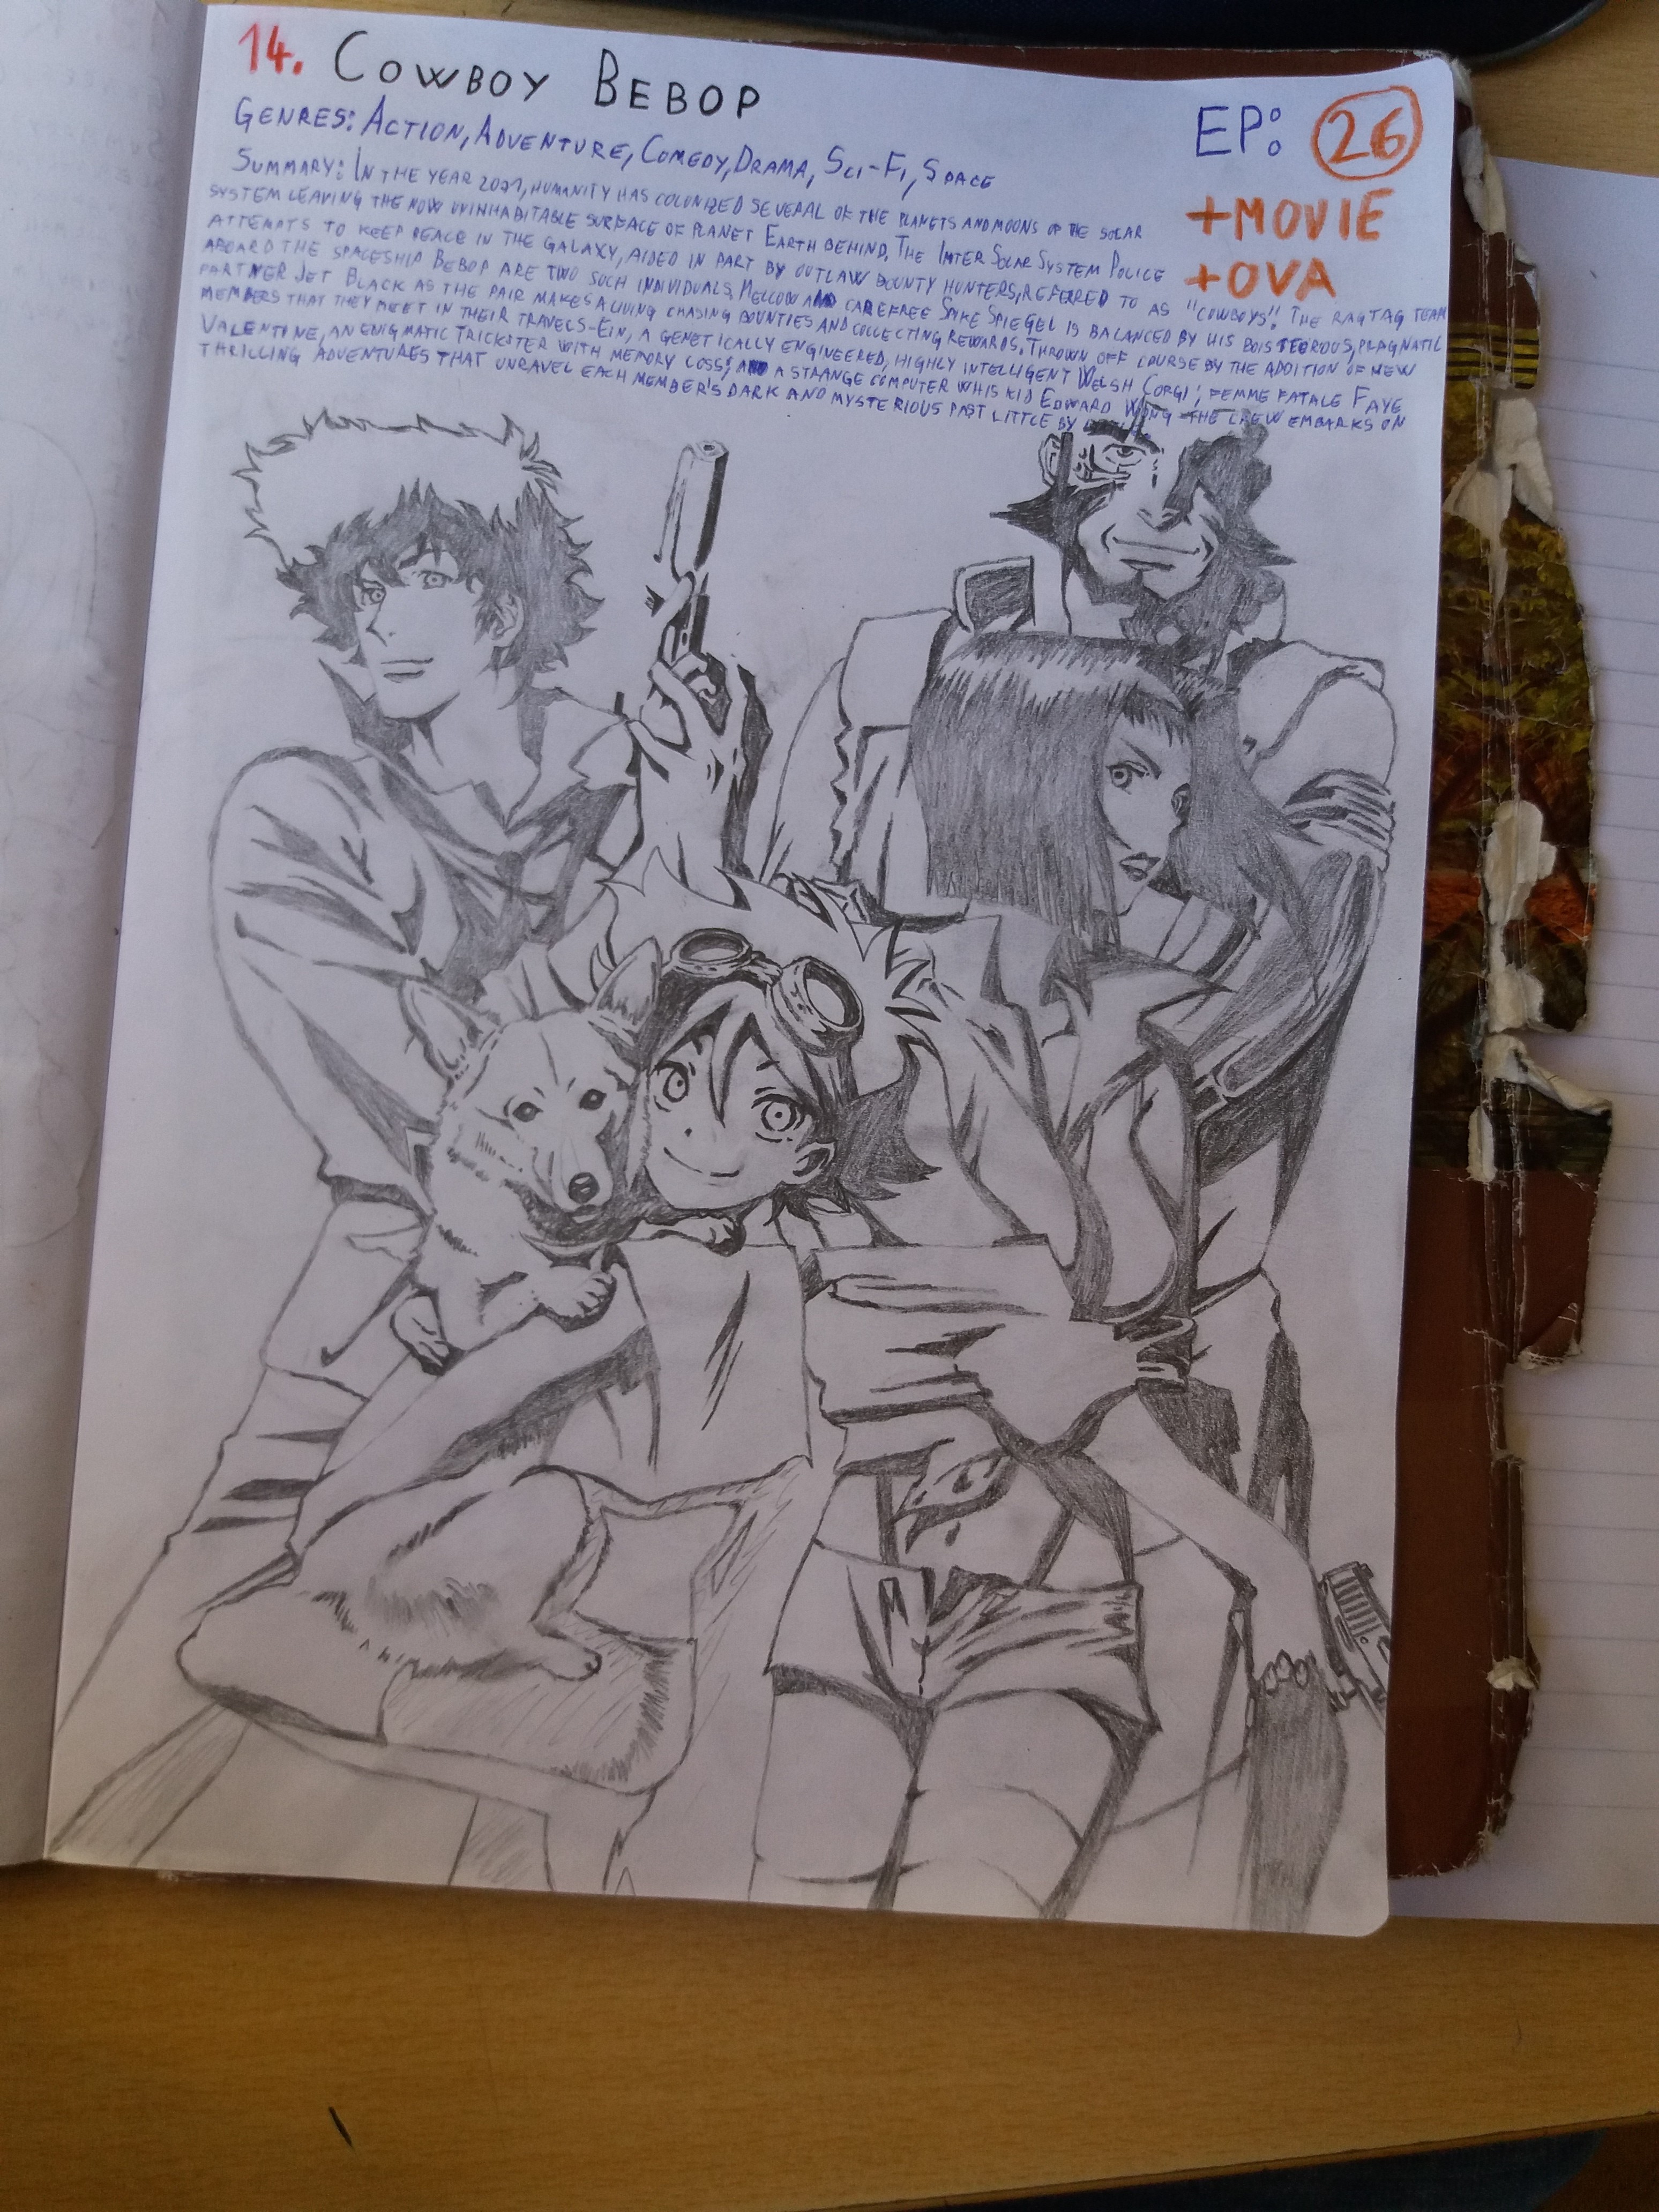 14. COWBOY BEBOP
EP: 26
+MOVIE
+OVA
GENRES: ACTION, ADVENTURE, COMEDY, DRAMA, SCI-FI, SPACE
SUMMARY: IN THE YEAR 2071, HUMANITY HAS COLONIZED SEVERAL OF THE PLANETS AND MOONS OF THE SOLAR
SYSTEM LEAVING THE NOW UNINHABITABLE SURFACE OF PLANET EARTH BEHIND. THE INTER SOLAR SYSTEM POLICE
ATTEMPTS TO KEEP PEACE IN THE GALAXY, AIDED IN PART BY OUTLAW BOUNTY HUNTERS, REFERRED TO AS "COWBOYS". THE RAGTAG TEAM
ABOARD THE SPACESHIP BEBOP ARE TWO SUCH INDIVIDUALS. MELLOW AND CAREFREE SPIKE SPIEGEL IS BALANCED BY HIS BOISTEROUS, PRAGNATIC
PARTNER JET BLACK AS THE PAIR MAKES A LIVING CHASING BOUNTIES AND COLLECTING REWARDS. THROWN OFF COURSE BY THE ADDITION OF NEW
MEMBERS THAT THEY MEET IN THEIR TRAVELS-EIN, A GENETICALLY ENGINEERED, HIGHLY INTELLIGENT WELSH CORGI; FEMME FATALE FAYE
VALENTINE, AN ENIGMATIC TRICKSTER WITH MEMORY LOSS; AND A STRANGE COMPUTER WHIS KID EDWARD WONG-THE CREW EMBARKS ON
THRILLING ADVENTURES THAT UNRAVEL EACH MEMBER'S DARK AND MYSTERIOUS PAST LITTLE BY